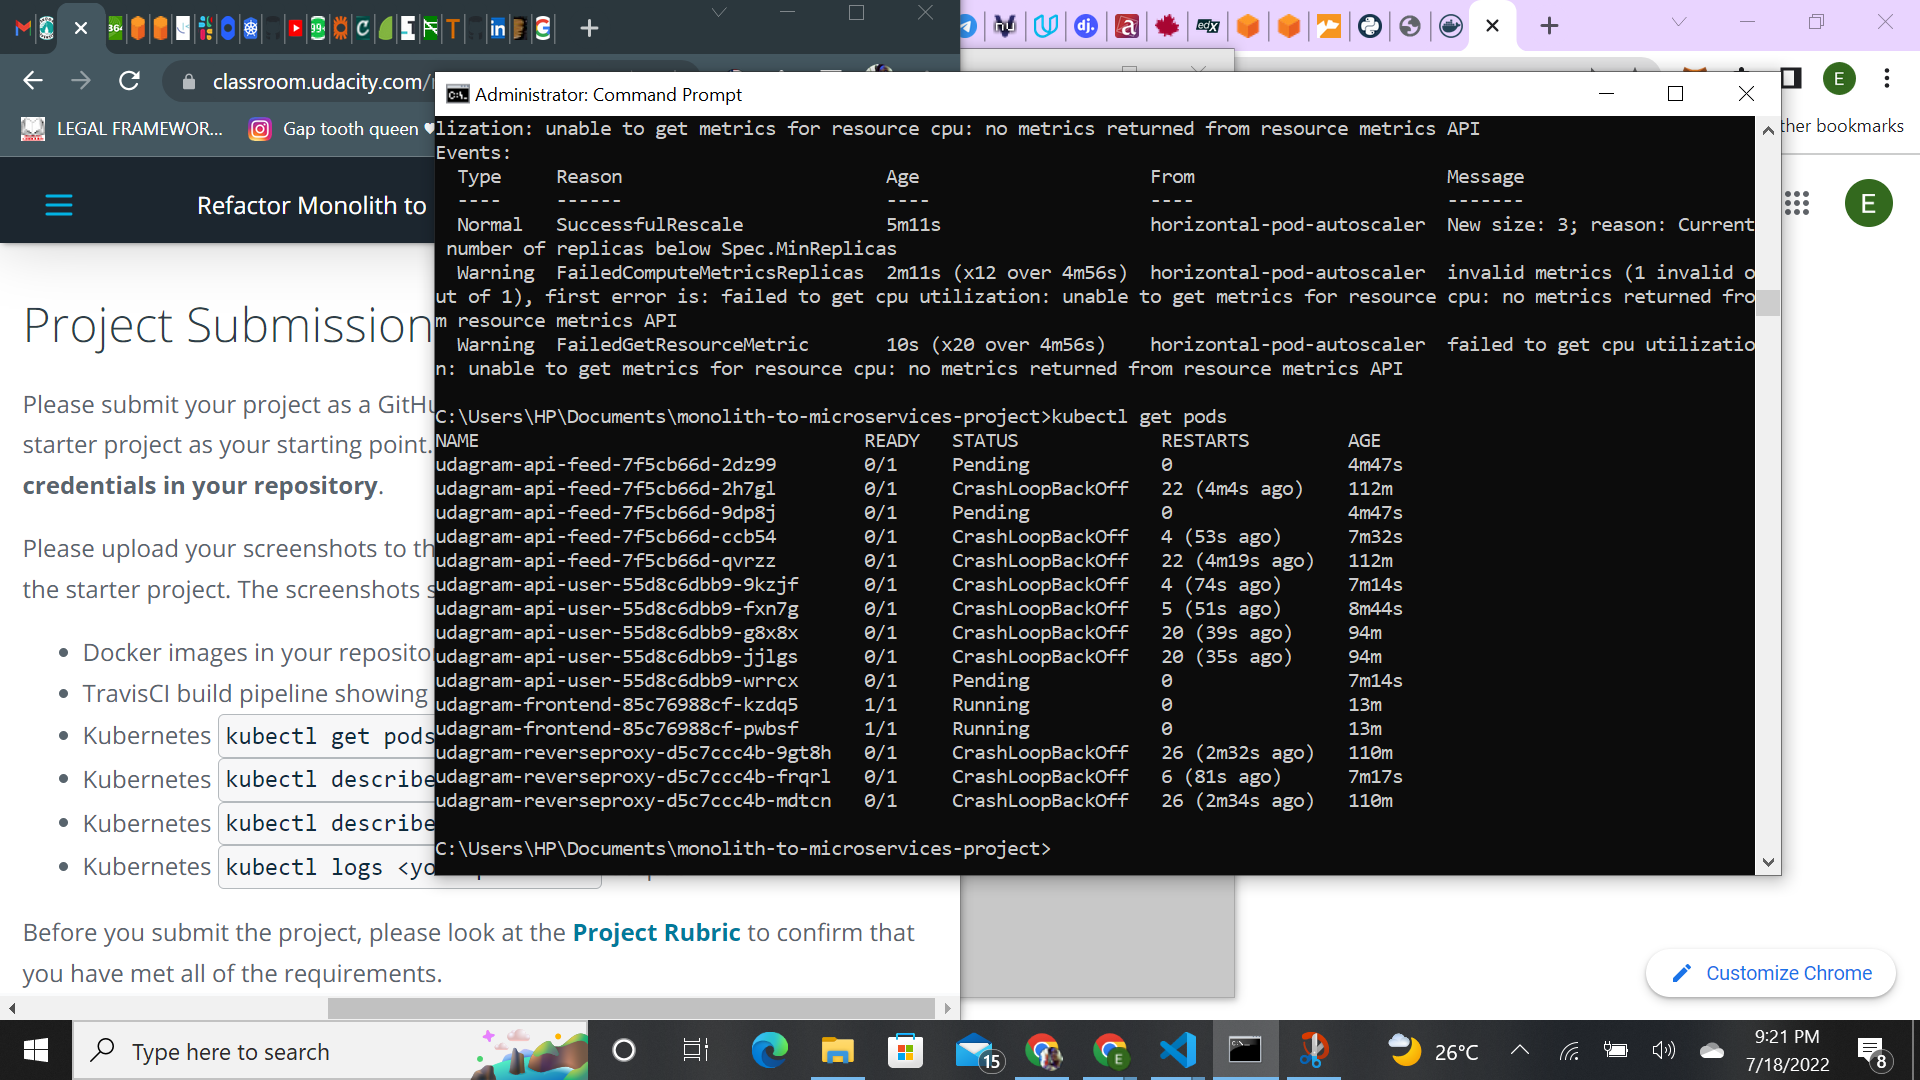 classroom.udacity.com/
LEGAL FRAMEWOR...
Gap tooth queen
ther bookmarks
Refactor Monolith to
E
E
Project Submission
Please submit your project as a GitHu
starter project as your starting point.
credentials in your repository.
Please upload your screenshots to th
the starter project. The screenshots s
Docker images in your reposito
TravisCI build pipeline showing
Kubernetes kubectl get pods
Kubernetes kubectl describe
Kubernetes kubectl describe
Kubernetes kubectl logs <yo
Before you submit the project, please look at the Project Rubric to confirm that
you have met all of the requirements.
Administrator: Command Prompt
lization: unable to get metrics for resource cpu: no metrics returned from resource metrics API
Events:
Type Reason Age From Message
---- ------ ---- ---- -------
Normal SuccessfulRescale 5m11s horizontal-pod-autoscaler New size: 3; reason: Current
number of replicas below Spec.MinReplicas
Warning FailedComputeMetricsReplicas 2m11s (x12 over 4m56s) horizontal-pod-autoscaler invalid metrics (1 invalid o
ut of 1), first error is: failed to get cpu utilization: unable to get metrics for resource cpu: no metrics returned fro
m resource metrics API
Warning FailedGetResourceMetric 10s (x20 over 4m56s) horizontal-pod-autoscaler failed to get cpu utilizatio
n: unable to get metrics for resource cpu: no metrics returned from resource metrics API
C:\Users\HP\Documents\monolith-to-microservices-project>kubectl get pods
NAME READY STATUS RESTARTS AGE
udagram-api-feed-7f5cb66d-2dz99 0/1 Pending 0 4m47s
udagram-api-feed-7f5cb66d-2h7gl 0/1 CrashLoopBackOff 22 (4m4s ago) 112m
udagram-api-feed-7f5cb66d-9dp8j 0/1 Pending 0 4m47s
udagram-api-feed-7f5cb66d-ccb54 0/1 CrashLoopBackOff 4 (53s ago) 7m32s
udagram-api-feed-7f5cb66d-qvrzz 0/1 CrashLoopBackOff 22 (4m19s ago) 112m
udagram-api-user-55d8c6dbb9-9kzjf 0/1 CrashLoopBackOff 4 (74s ago) 7m14s
udagram-api-user-55d8c6dbb9-fxn7g 0/1 CrashLoopBackOff 5 (51s ago) 8m44s
udagram-api-user-55d8c6dbb9-g8x8x 0/1 CrashLoopBackOff 20 (39s ago) 94m
udagram-api-user-55d8c6dbb9-jjlgs 0/1 CrashLoopBackOff 20 (35s ago) 94m
udagram-api-user-55d8c6dbb9-wrrcx 0/1 Pending 0 7m14s
udagram-frontend-85c76988cf-kzdq5 1/1 Running 0 13m
udagram-frontend-85c76988cf-pwbsf 1/1 Running 0 13m
udagram-reverseproxy-d5c7ccc4b-9gt8h 0/1 CrashLoopBackOff 26 (2m32s ago) 110m
udagram-reverseproxy-d5c7ccc4b-frqrl 0/1 CrashLoopBackOff 6 (81s ago) 7m17s
udagram-reverseproxy-d5c7ccc4b-mdtcn 0/1 CrashLoopBackOff 26 (2m34s ago) 110m
C:\Users\HP\Documents\monolith-to-microservices-project>
Customize Chrome
Type here to search
15
E
26°C
9:21 PM
7/18/2022
8